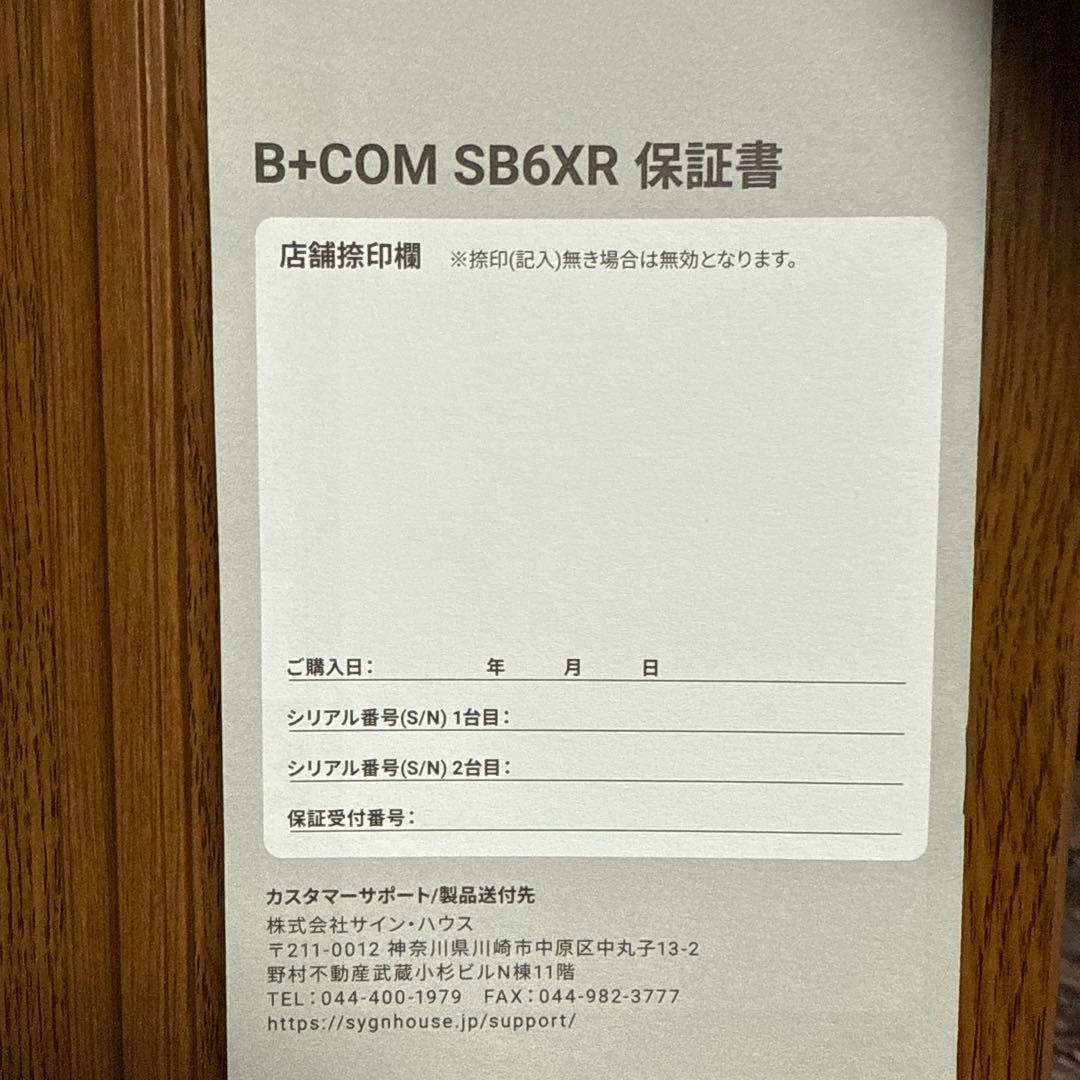 B+COM SB6XR 保証書
店舗捺印欄 ※捺印(記入)無き場合は無効となります。
ご購入日： 年 月 日
シリアル番号(S/N) 1台目：
シリアル番号(S/N) 2台目：
保証受付番号：
カスタマーサポート/製品送付先
株式会社サイン・ハウス
〒211-0012 神奈川県川崎市中原区中丸子13-2
野村不動産武蔵小杉ビルN棟11階
TEL：044-400-1979 FAX：044-982-3777
https://sygnhouse.jp/support/